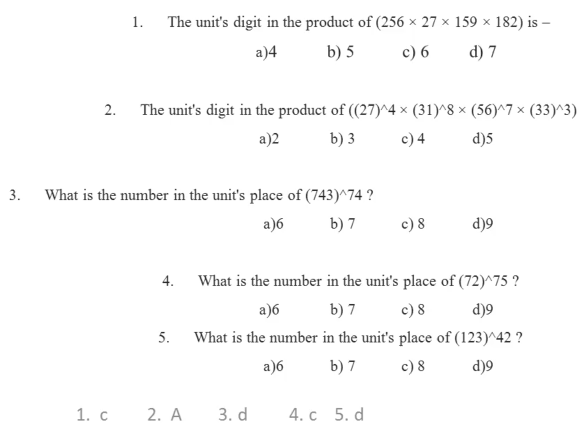 1. The unit's digit in the product of (256 × 27 × 159 × 182) is –
a)4 b) 5 c) 6 d) 7
2. The unit's digit in the product of ((27)^4 × (31)^8 × (56)^7 × (33)^3)
a)2 b) 3 c) 4 d)5
3. What is the number in the unit's place of (743)^74 ?
a)6 b) 7 c) 8 d)9
4. What is the number in the unit's place of (72)^75 ?
a)6 b) 7 c) 8 d)9
5. What is the number in the unit's place of (123)^42 ?
a)6 b) 7 c) 8 d)9
1. c 2. A 3. d 4. c 5. d